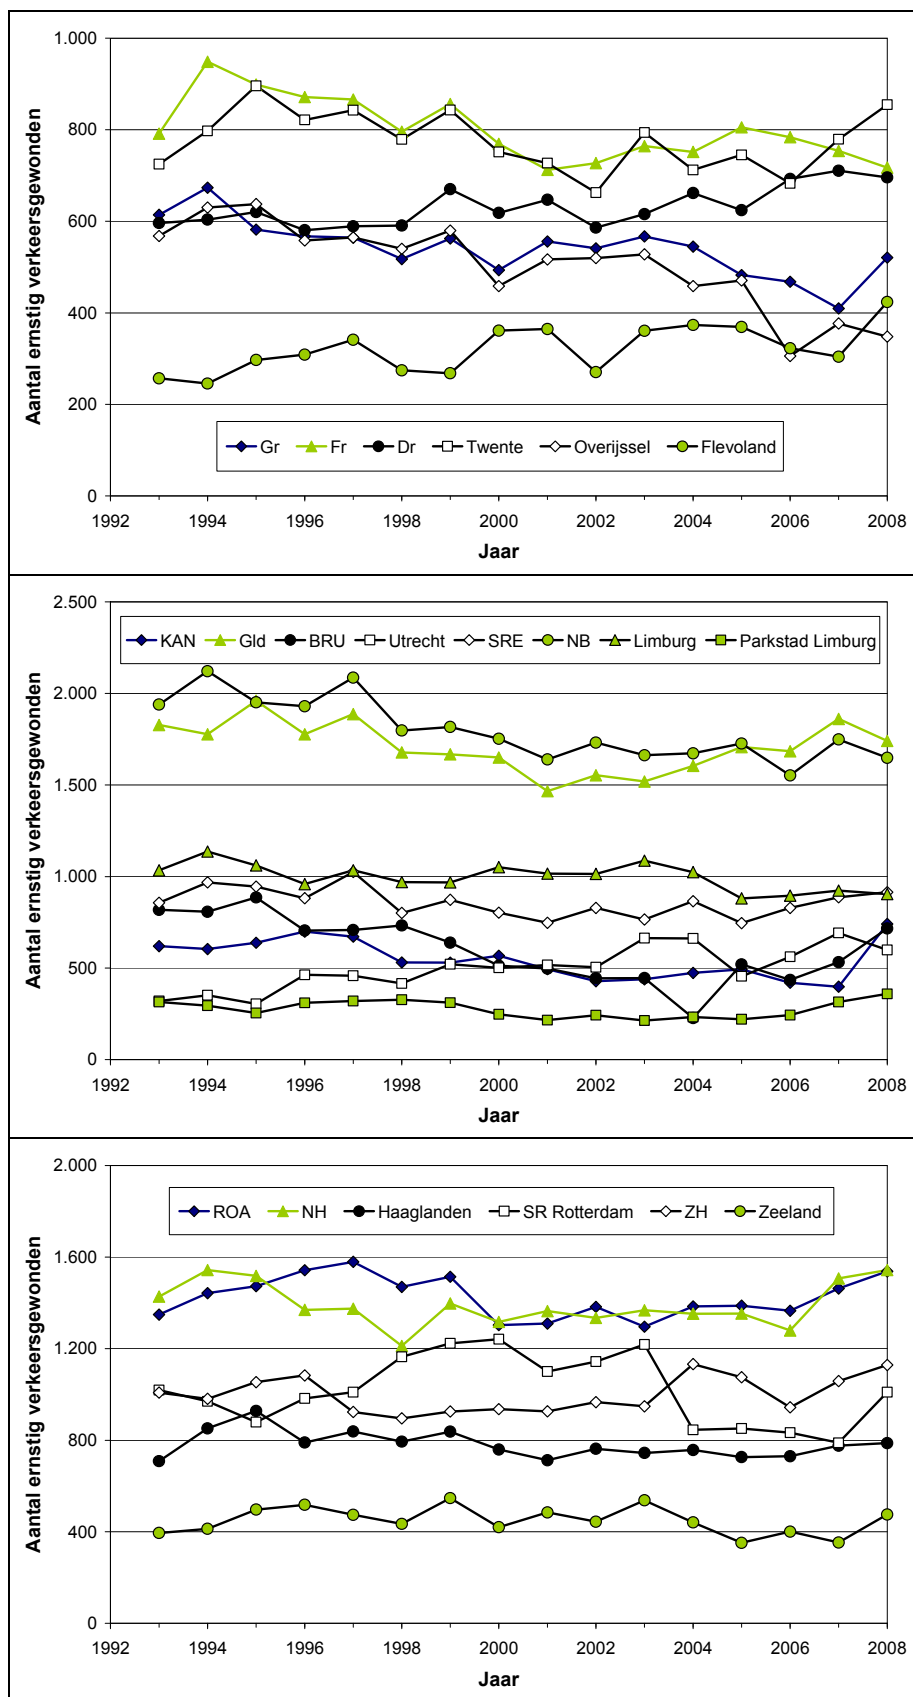 Aantal ernstig verkeersgewonden
1.000
800
600
400
200
0
Gr Fr Dr Twente Overijssel Flevoland
1992 1994 1996 1998 2000 2002 2004 2006 2008
Jaar
Aantal ernstig verkeersgewonden
2.500
KAN Gld BRU Utrecht SRE NB Limburg Parkstad Limburg
2.000
1.500
1.000
500
0
1992 1994 1996 1998 2000 2002 2004 2006 2008
Jaar
Aantal ernstig verkeersgewonden
2.000
ROA NH Haaglanden SR Rotterdam ZH Zeeland
1.600
1.200
800
400
0
1992 1994 1996 1998 2000 2002 2004 2006 2008
Jaar